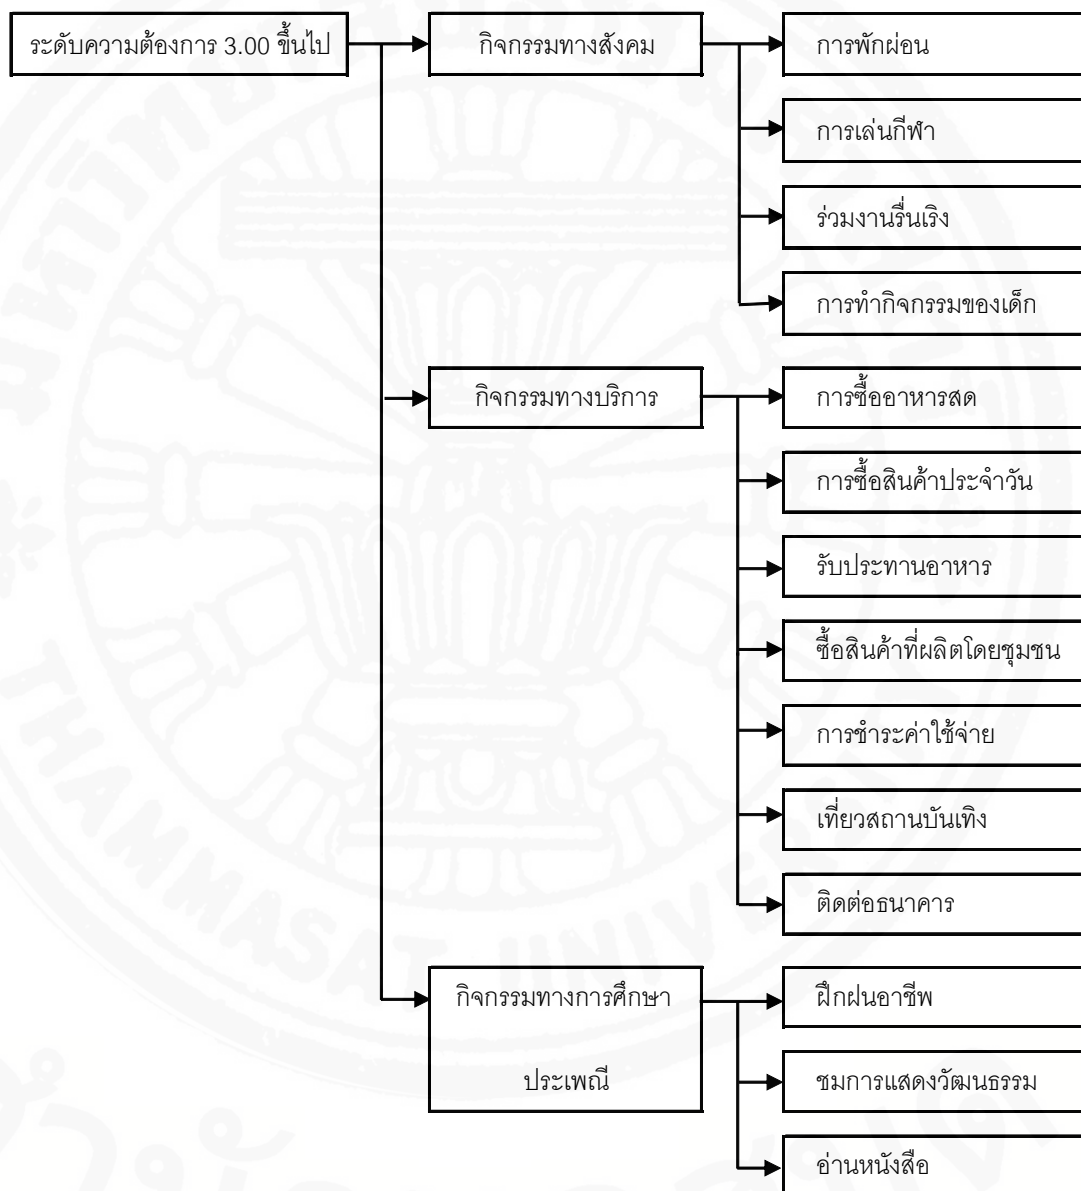 ระดับความต้องการ 3.00 ขึ้นไป
กิจกรรมทางสังคม
การพักผ่อน
การเล่นกีฬา
ร่วมงานรื่นเริง
การทำกิจกรรมของเด็ก
กิจกรรมทางบริการ
การซื้ออาหารสด
การซื้อสินค้าประจำวัน
รับประทานอาหาร
ซื้อสินค้าที่ผลิตโดยชุมชน
การชำระค่าใช้จ่าย
เที่ยวสถานบันเทิง
ติดต่อธนาคาร
กิจกรรมทางการศึกษา
ประเพณี
ฝึกฝนอาชีพ
ชมการแสดงวัฒนธรรม
อ่านหนังสือ
THAMMASAT UNIVERSITY